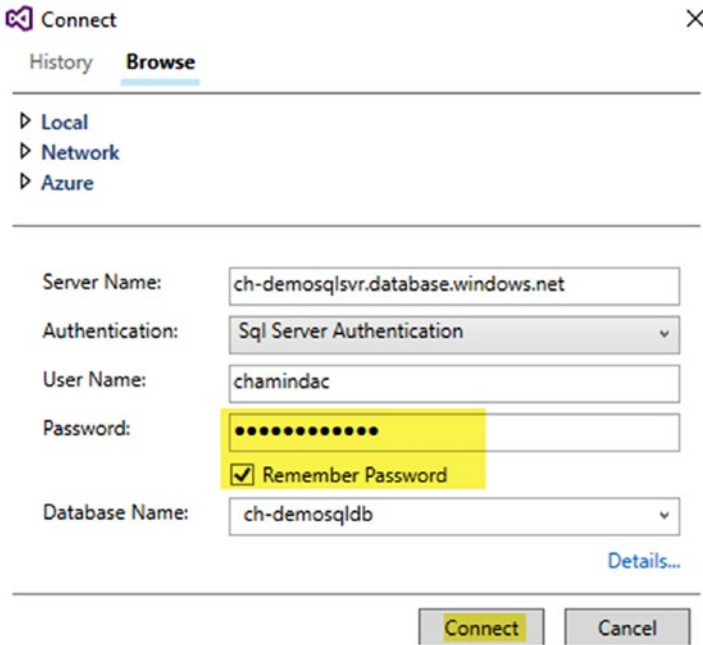 Connect
History Browse
Local
Network
Azure
Server Name: ch-demosqlsvr.database.windows.net
Authentication: Sql Server Authentication
User Name: chamindac
Password: ••••••••••••
Remember Password
Database Name: ch-demosqldb
Details...
Connect Cancel